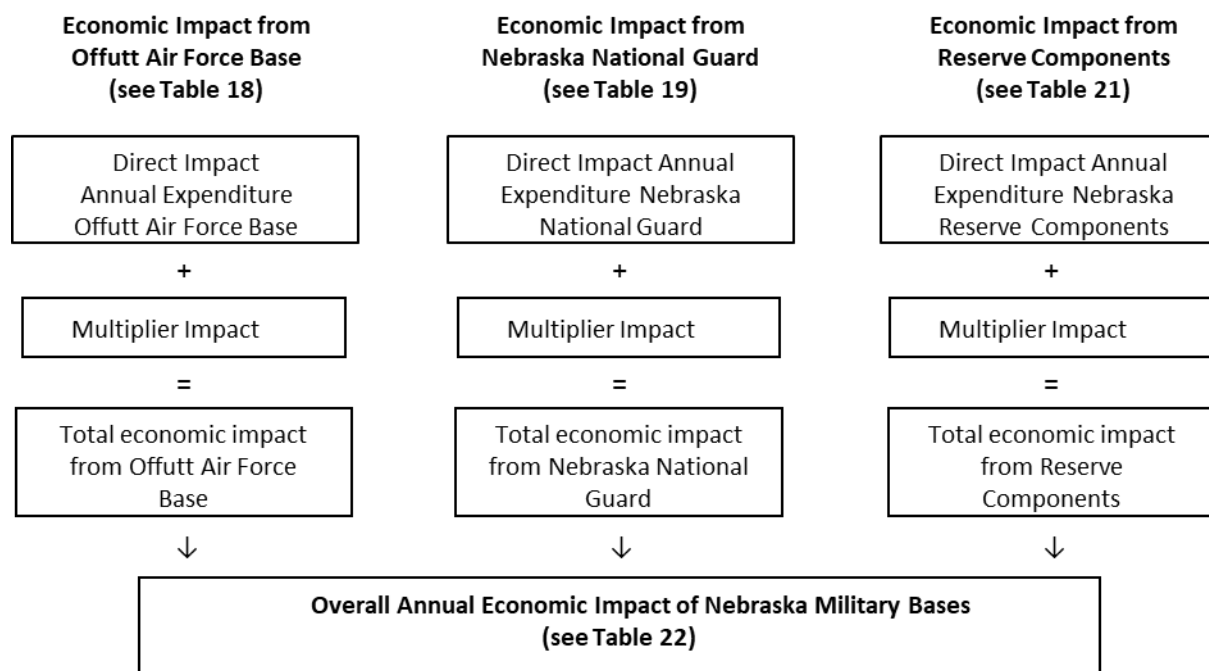 Economic Impact from
Offutt Air Force Base
(see Table 18)
Economic Impact from
Nebraska National Guard
(see Table 19)
Economic Impact from
Reserve Components
(see Table 21)
Direct Impact
Annual Expenditure
Offutt Air Force Base
Direct Impact Annual
Expenditure Nebraska
National Guard
Direct Impact Annual
Expenditure Nebraska
Reserve Components
+
+
+
Multiplier Impact
Multiplier Impact
Multiplier Impact
=
=
=
Total economic impact
from Offutt Air Force
Base
Total economic impact
from Nebraska National
Guard
Total economic impact
from Reserve
Components
↓
↓
↓
Overall Annual Economic Impact of Nebraska Military Bases
(see Table 22)